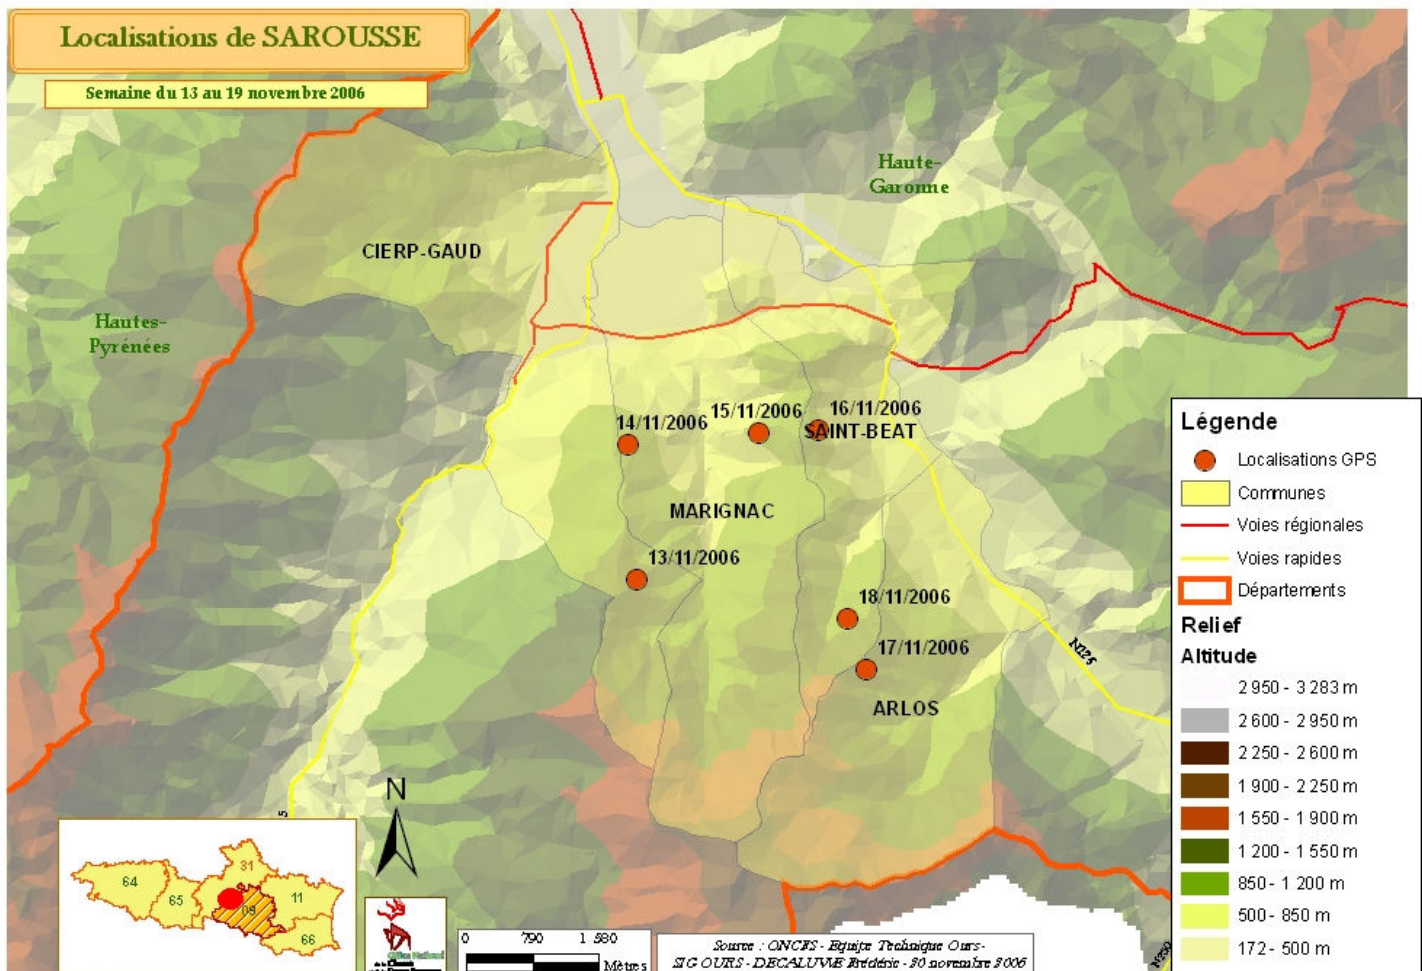 Localisations de SAROUSSE
Semaine du 13 au 19 novembre 2006
Haute-
Garonne
CIERP-GAUD
Hautes-
Pyrénées
14/11/2006
15/11/2006
16/11/2006
SAINT-BEAT
MARIGNAC
13/11/2006
18/11/2006
17/11/2006
ARLOS
N125
Légende
Localisations GPS
Communes
Voies régionales
Voies rapides
Départements
Relief
Altitude
2 950 - 3 283 m
2 600 - 2 950 m
2 250 - 2 600 m
1 900 - 2 250 m
1 550 - 1 900 m
1 200 - 1 550 m
850 - 1 200 m
500 - 850 m
172 - 500 m
N
5
64
65
31
09
11
66
0 790 1 580
Mètres
Source : ONCFS - Equipe Technique Ours-
SIG OURS - DECALUWE Frédéric - 30 novembre 2006
N230